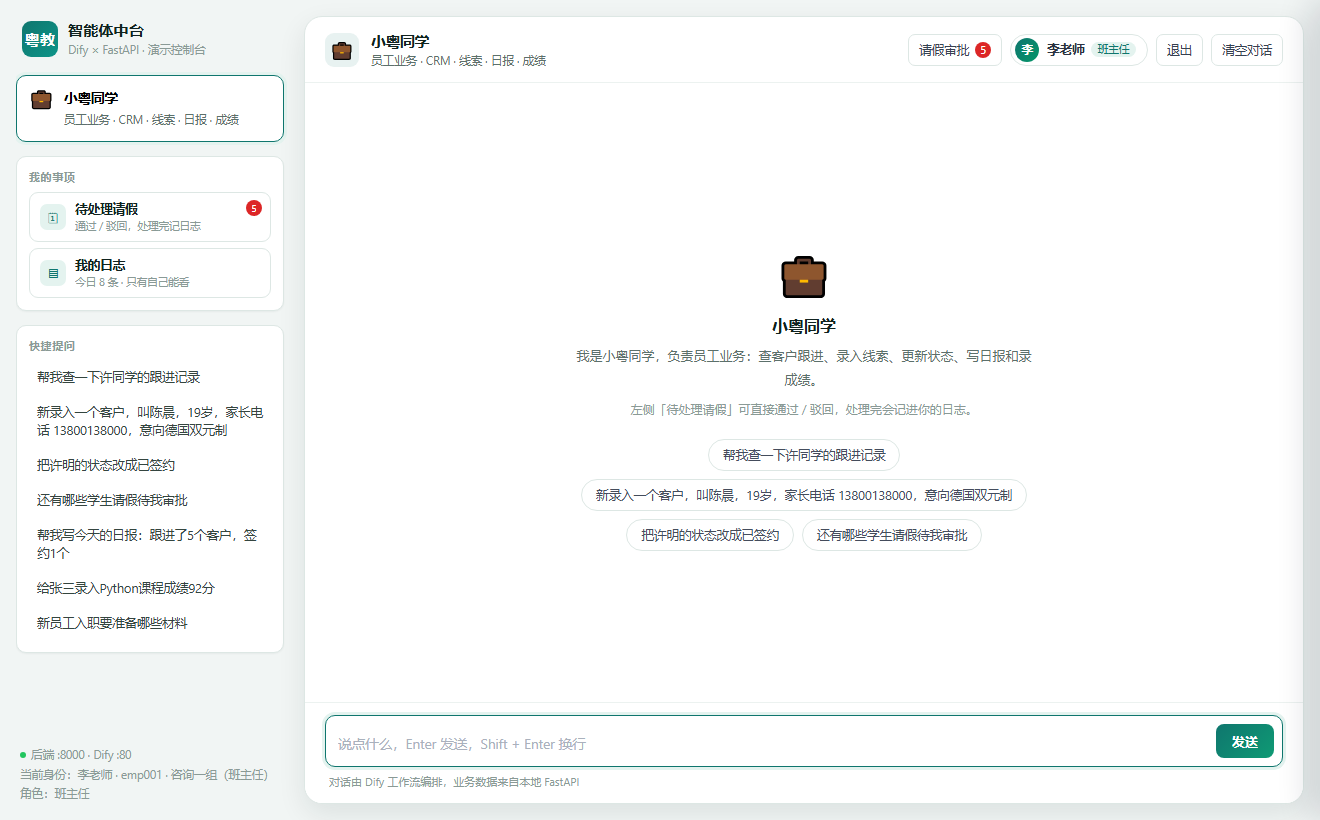 粤教
智能体中台
Dify × FastAPI · 演示控制台
小粤同学
员工业务 · CRM · 线索 · 日报 · 成绩
我的事项
1
待处理请假
5
通过 / 驳回，处理完记日志
我的日志
今日 8 条 · 只有自己能看
快捷提问
帮我查一下许同学的跟进记录
新录入一个客户，叫陈晨，19岁，家长电
话 13800138000，意向德国双元制
把许明的状态改成已签约
还有哪些学生请假待我审批
帮我写今天的日报：跟进了5个客户，签
约1个
给张三录入Python课程成绩92分
新员工入职要准备哪些材料
后端 :8000 · Dify :80
当前身份：李老师 · emp001 · 咨询一组（班主任）
角色：班主任
小粤同学
员工业务 · CRM · 线索 · 日报 · 成绩
请假审批 5
李 李老师 班主任
退出
清空对话
小粤同学
我是小粤同学，负责员工业务：查客户跟进、录入线索、更新状态、写日报和录
成绩。
左侧「待处理请假」可直接通过 / 驳回，处理完会记进你的日志。
帮我查一下许同学的跟进记录
新录入一个客户，叫陈晨，19岁，家长电话 13800138000，意向德国双元制
把许明的状态改成已签约
还有哪些学生请假待我审批
说点什么，Enter 发送，Shift + Enter 换行
发送
对话由 Dify 工作流编排，业务数据来自本地 FastAPI